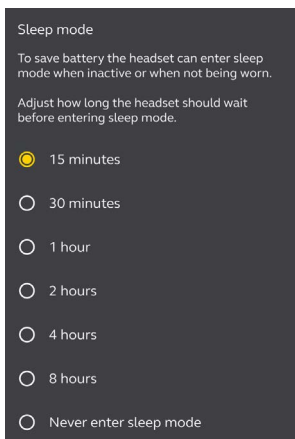 Sleep mode
To save battery the headset can enter sleep
mode when inactive or when not being worn.
Adjust how long the headset should wait
before entering sleep mode.
15 minutes
30 minutes
1 hour
2 hours
4 hours
8 hours
Never enter sleep mode